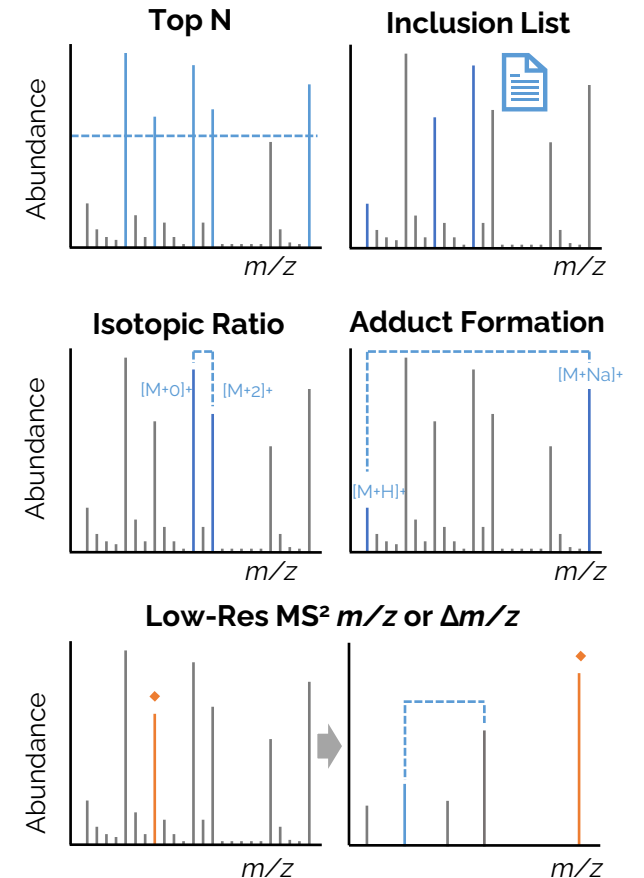 Top N
Inclusion List
Abundance
m/z
m/z
Isotopic Ratio
Adduct Formation
Abundance
[M+0]+
[M+2]+
[M+Na]+
[M+H]+
m/z
m/z
Low-Res MS² m/z or Δm/z
Abundance
m/z
m/z